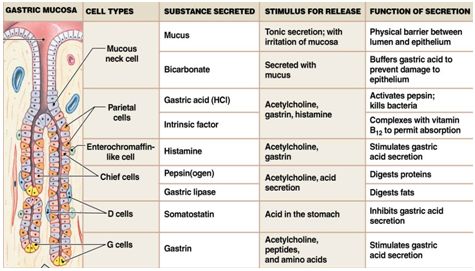 GASTRIC MUCOSA
CELL TYPES
SUBSTANCE SECRETED
STIMULUS FOR RELEASE
FUNCTION OF SECRETION
Mucous
neck cell
Mucus
Tonic secretion; with
irritation of mucosa
Physical barrier between
lumen and epithelium
Bicarbonate
Secreted with
mucus
Buffers gastric acid to
prevent damage to
epithelium
Parietal
cells
Gastric acid (HCl)
Acetylcholine,
gastrin, histamine
Activates pepsin;
kills bacteria
Intrinsic factor
Complexes with vitamin
B12 to permit absorption
Enterochromaffin-
like cell
Histamine
Acetylcholine,
gastrin
Stimulates gastric
acid secretion
Chief cells
Pepsin(ogen)
Acetylcholine, acid
secretion
Digests proteins
Gastric lipase
Digests fats
D cells
Somatostatin
Acid in the stomach
Inhibits gastric acid
secretion
G cells
Gastrin
Acetylcholine,
peptides,
and amino acids
Stimulates gastric
acid secretion